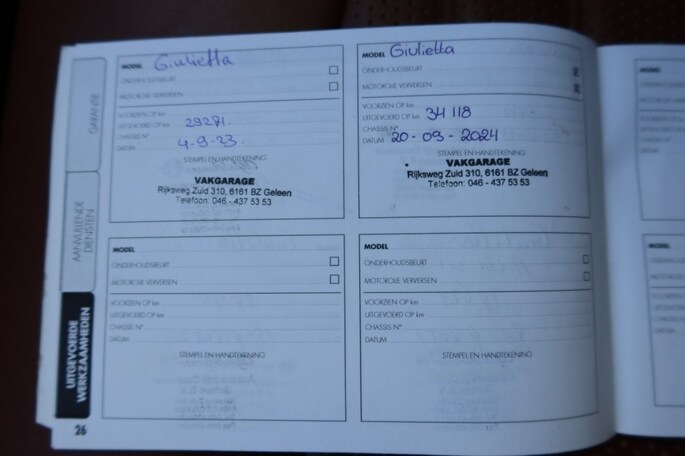 GARANTIE
AANVULLENDE DIENSTEN
UITGEVOERDE WERKZAAMHEDEN
MODEL Giulietta
ONDERHOUDSBEURT
MOTOROLIE VERVERSEN
VOORZIEN OP km
UITGEVOERD OP km 29271.
CHASSIS N°
DATUM 4-9-23.
STEMPEL EN HANDTEKENING
VAKGARAGE
Rijksweg Zuid 310, 6161 BZ Geleen
Telefoon: 046 - 437 53 53
MODEL Giulietta
ONDERHOUDSBEURT
MOTOROLIE VERVERSEN
VOORZIEN OP km
UITGEVOERD OP km 34 118
CHASSIS N°
DATUM 20-09-2024
STEMPEL EN HANDTEKENING
VAKGARAGE
Rijksweg Zuid 310, 6161 BZ Geleen
Telefoon: 046 - 437 53 53
MODEL
ONDERHOUDSBEURT
MOTOROLIE VERVERSEN
VOORZIEN OP km
UITGEVOERD OP km
CHASSIS N°
DATUM
STEMPEL EN HANDTEKENING
MODEL
ONDERHOUDSBEURT
MOTOROLIE VERVERSEN
VOORZIEN OP km
UITGEVOERD OP km
CHASSIS N°
DATUM
STEMPEL EN HANDTEKENING
26